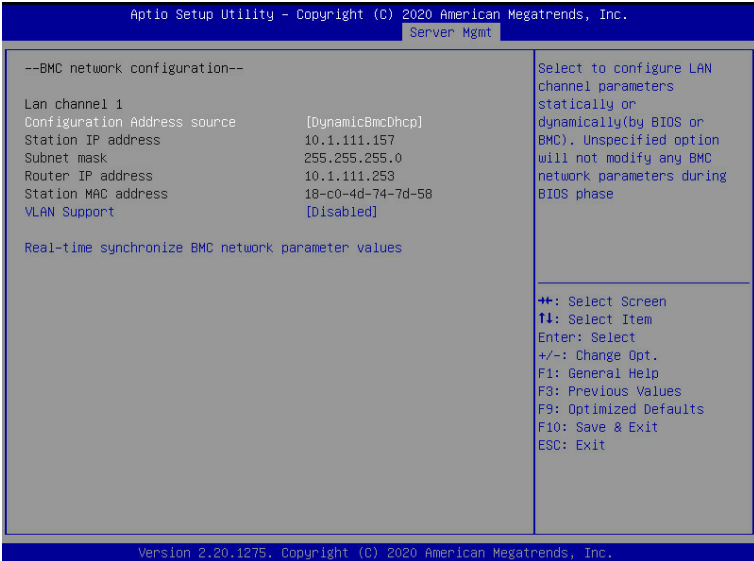 Aptio Setup Utility – Copyright (C) 2020 American Megatrends, Inc.
Server Mgmt
--BMC network configuration--
Lan channel 1
Configuration Address source [DynamicBmcDhcp]
Station IP address 10.1.111.157
Subnet mask 255.255.255.0
Router IP address 10.1.111.253
Station MAC address 18-c0-4d-74-7d-58
VLAN Support [Disabled]
Real-time synchronize BMC network parameter values
Select to configure LAN
channel parameters
statically or
dynamically(by BIOS or
BMC). Unspecified option
will not modify any BMC
network parameters during
BIOS phase
→←: Select Screen
↑↓: Select Item
Enter: Select
+/-: Change Opt.
F1: General Help
F3: Previous Values
F9: Optimized Defaults
F10: Save & Exit
ESC: Exit
Version 2.20.1275. Copyright (C) 2020 American Megatrends, Inc.